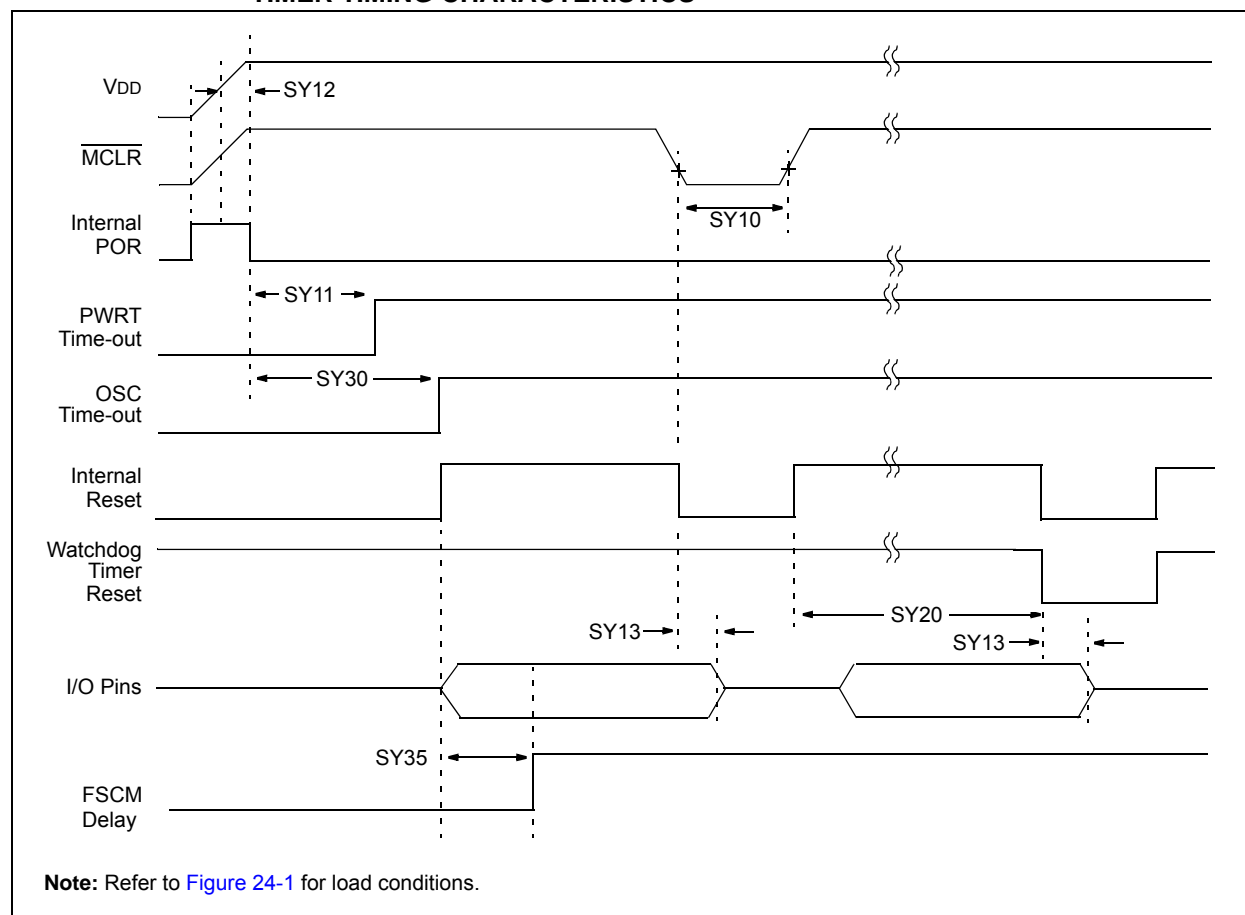 TIMER TIMING CHARACTERISTICS
VDD
SY12
MCLR
SY10
Internal
POR
SY11
PWRT
Time-out
SY30
OSC
Time-out
Internal
Reset
Watchdog
Timer
Reset
SY20
SY13
SY13
I/O Pins
SY35
FSCM
Delay
Note: Refer to Figure 24-1 for load conditions.